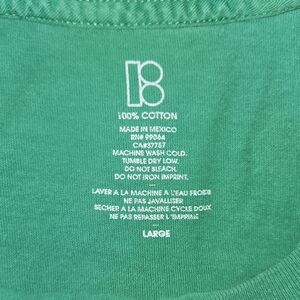 100% COTTON
MADE IN MEXICO
RN# 99064
CA#37757
MACHINE WASH COLD.
TUMBLE DRY LOW.
DO NOT BLEACH.
DO NOT IRON IMPRINT.
LAVER A LA MACHINE A L'EAU FROIDE
NE PAS JAVALLISER
SECHER A LA MACHINE CYCLE DOUX
NE PAS REPASSER L'EMPRIME
LARGE